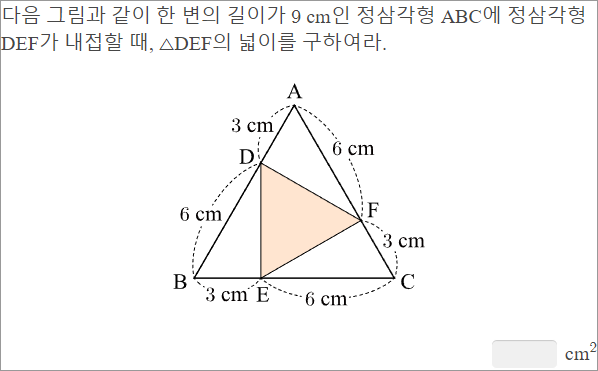 다음 그림과 같이 한 변의 길이가 9 cm인 정삼각형 ABC에 정삼각형
DEF가 내접할 때, △DEF의 넓이를 구하여라.
A
3 cm
6 cm
D
6 cm
F
3 cm
B
3 cm
E
6 cm
C
cm²